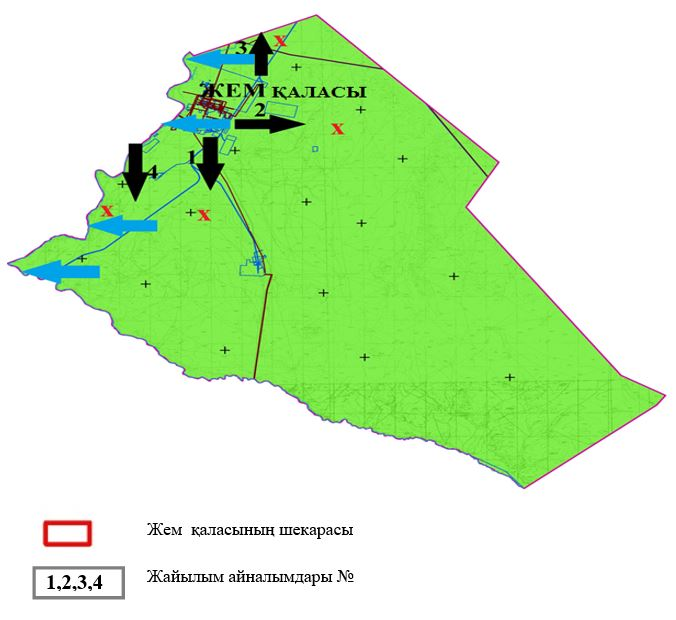 3
х
ЖЕМ ҚАЛАСЫ
2
х
1
4
х
х
Жем қаласының шекарасы
1,2,3,4 Жайылым айналымдары №